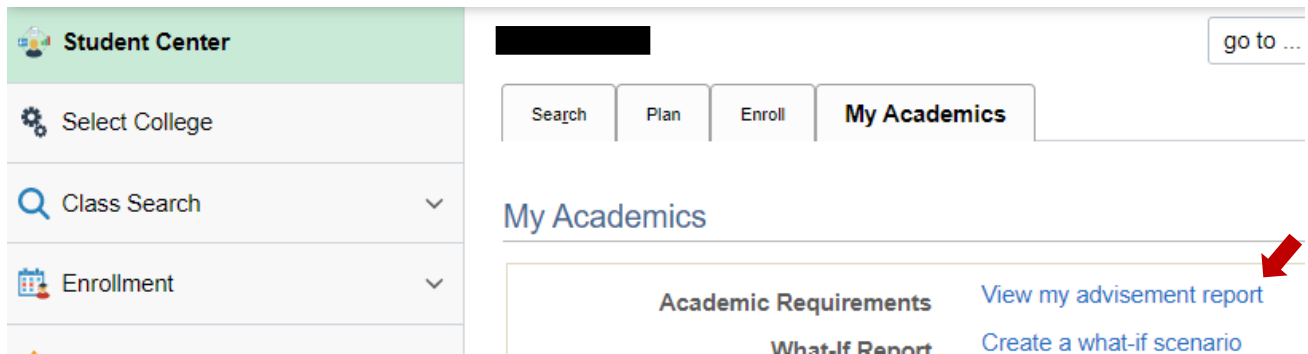 Student Center
go to ...
Select College
Search Plan Enroll My Academics
Class Search
My Academics
Enrollment
Academic Requirements View my advisement report
What-If Report Create a what-if scenario